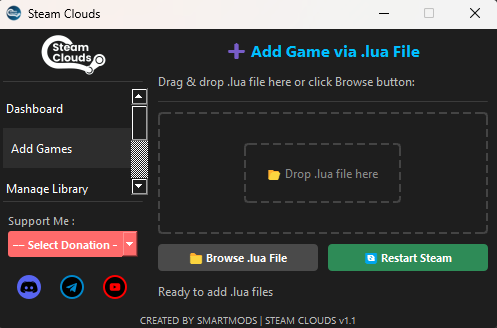 Steam Clouds
Steam
Clouds
Dashboard
Add Games
Manage Library
Support Me :
--- Select Donation -
Add Game via .lua File
Drag & drop .lua file here or click Browse button:
Drop .lua file here
Browse .lua File
Restart Steam
Ready to add .lua files
CREATED BY SMARTMODS | STEAM CLOUDS v1.1